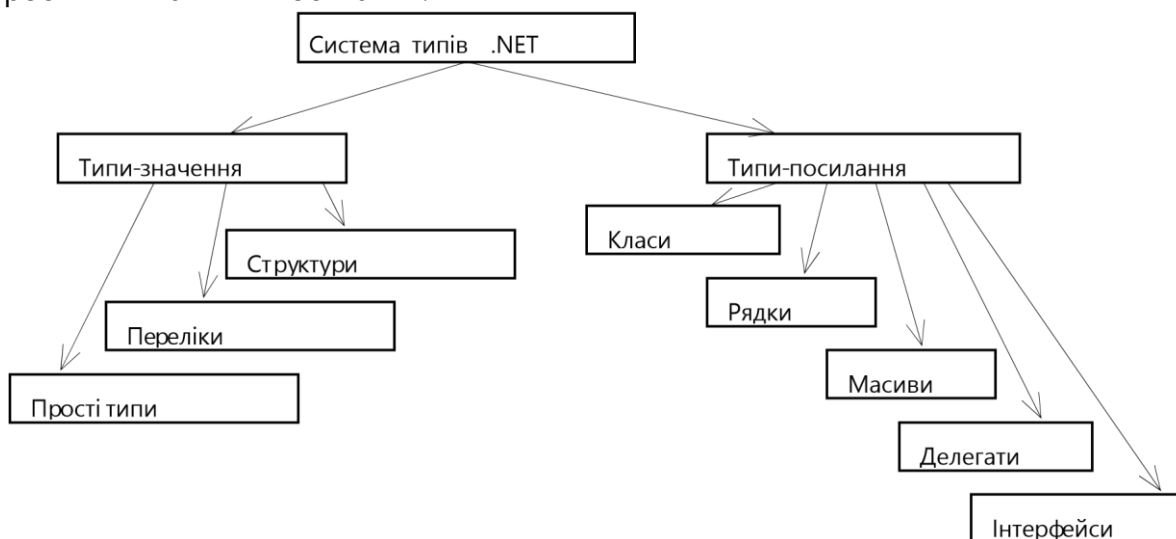 Система типів .NET
Типи-значення
Типи-посилання
Структури
Переліки
Прості типи
Класи
Рядки
Масиви
Делегати
Інтерфейси